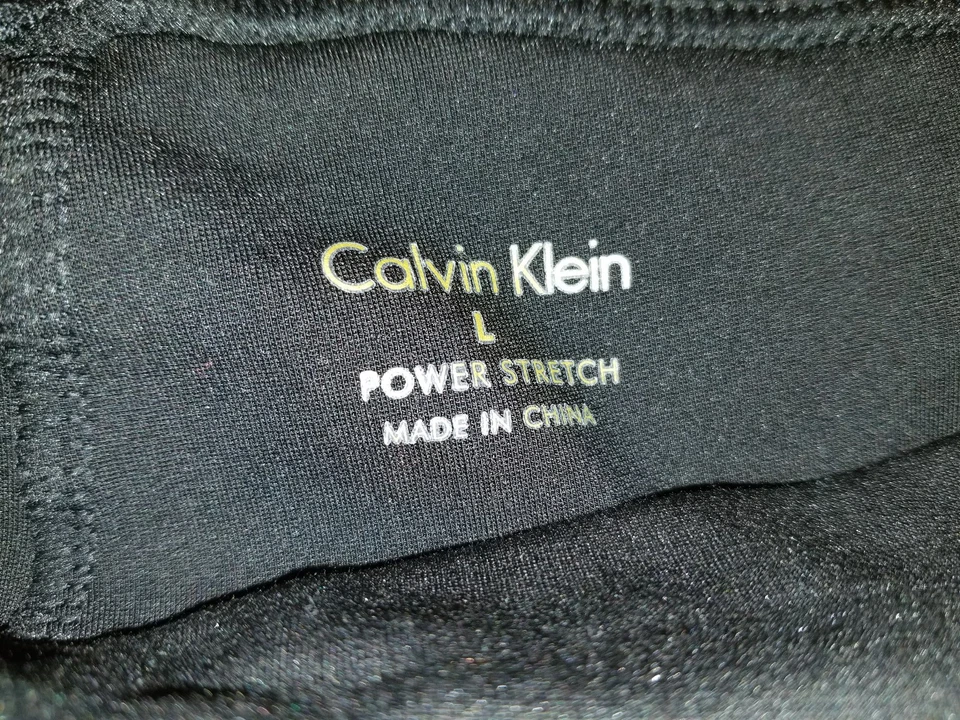 Calvin Klein
L
POWER STRETCH
MADE IN CHINA